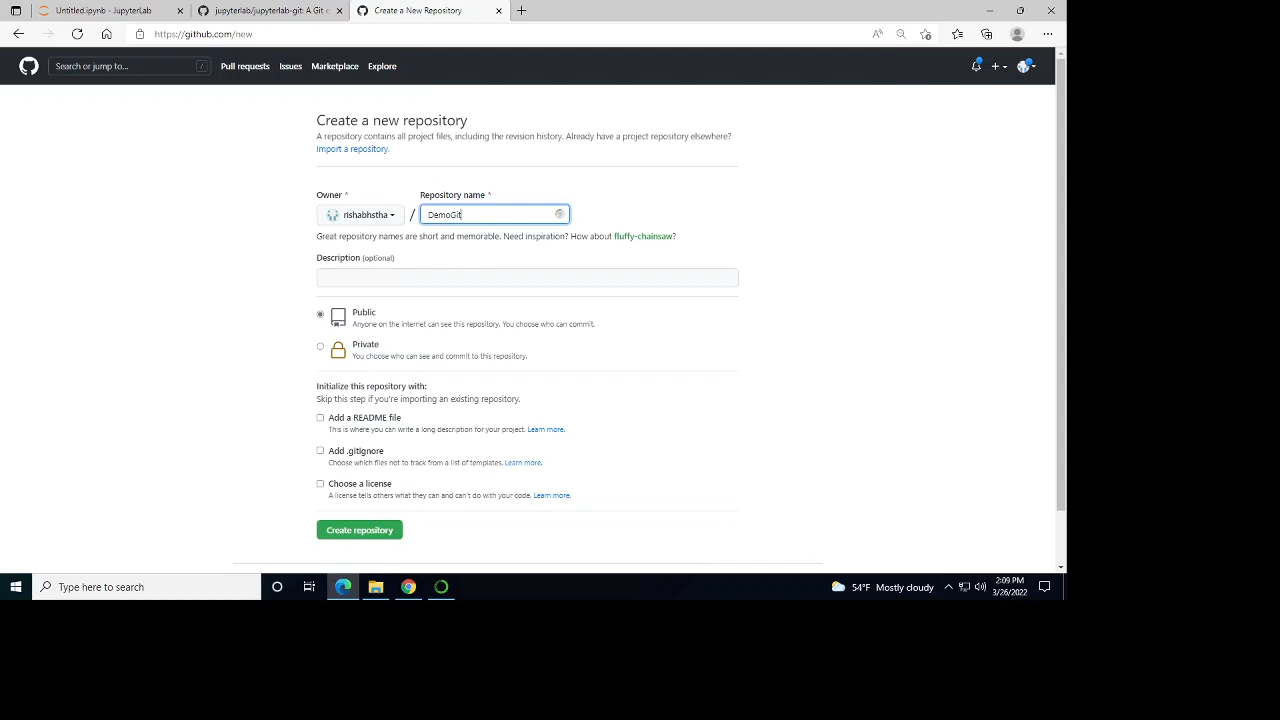 Untitled.ipynb - JupyterLab
jupyterlab/jupyterlab-git: A Git e
Create a New Repository
https://github.com/new
Search or jump to...
/
Pull requests
Issues
Marketplace
Explore
Create a new repository
A repository contains all project files, including the revision history. Already have a project repository elsewhere?
Import a repository.
Owner *
Repository name *
rishabhstha
/
DemoGit
Great repository names are short and memorable. Need inspiration? How about fluffy-chainsaw?
Description (optional)
Public
Anyone on the internet can see this repository. You choose who can commit.
Private
You choose who can see and commit to this repository.
Initialize this repository with:
Skip this step if you're importing an existing repository.
Add a README file
This is where you can write a long description for your project. Learn more.
Add .gitignore
Choose which files not to track from a list of templates. Learn more.
Choose a license
A license tells others what they can and can't do with your code. Learn more.
Create repository
Type here to search
54°F Mostly cloudy
2:09 PM
3/26/2022